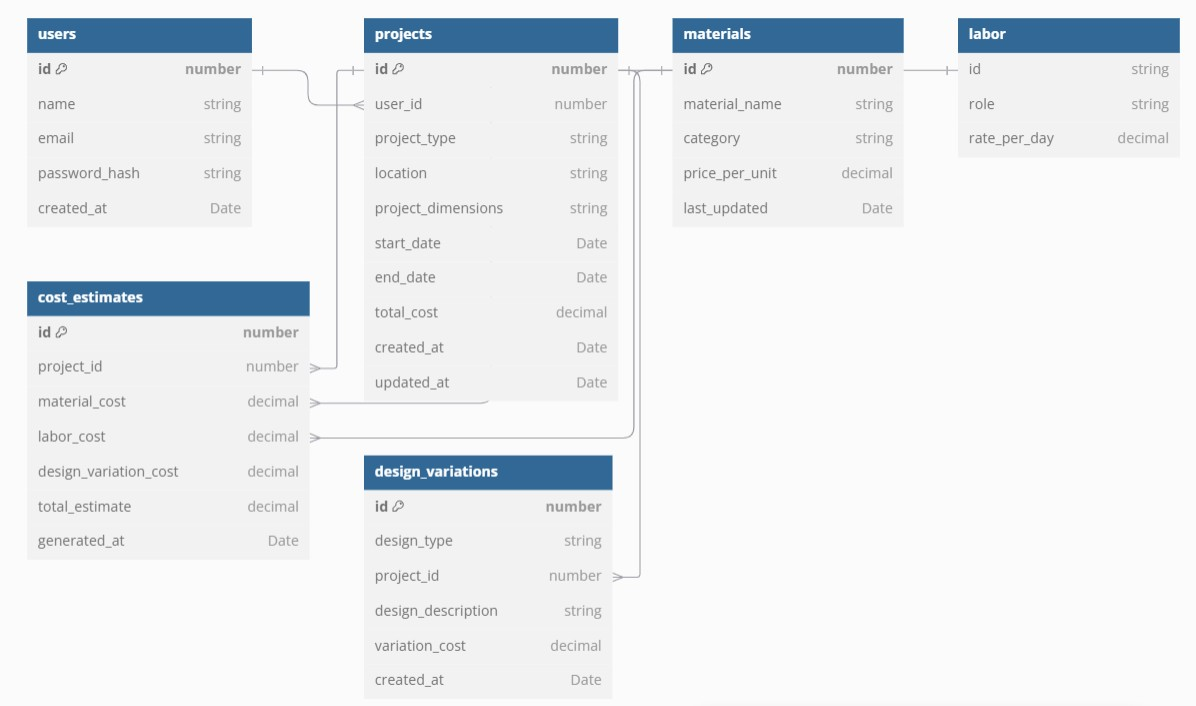 users
id number
name string
email string
password_hash string
created_at Date
projects
id number
user_id number
project_type string
location string
project_dimensions string
start_date Date
end_date Date
total_cost decimal
created_at Date
updated_at Date
materials
id number
material_name string
category string
price_per_unit decimal
last_updated Date
labor
id string
role string
rate_per_day decimal
cost_estimates
id number
project_id number
material_cost decimal
labor_cost decimal
design_variation_cost decimal
total_estimate decimal
generated_at Date
design_variations
id number
design_type string
project_id number
design_description string
variation_cost decimal
created_at Date